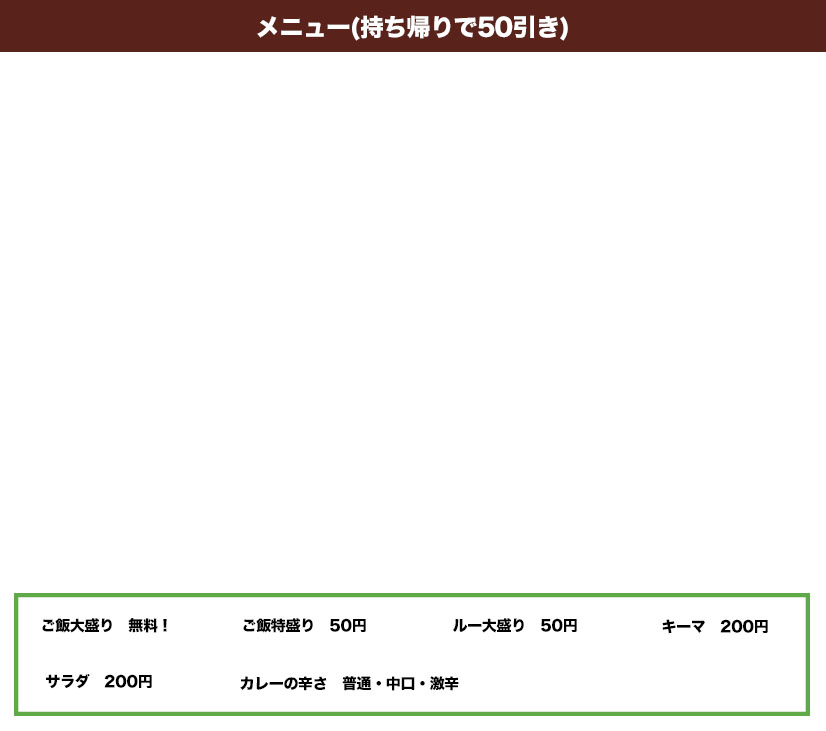 メニュー(持ち帰りで50引き)
ご飯大盛り　無料！　ご飯特盛り　50円　ルー大盛り　50円　キーマ　200円
サラダ　200円　カレーの辛さ　普通・中口・激辛